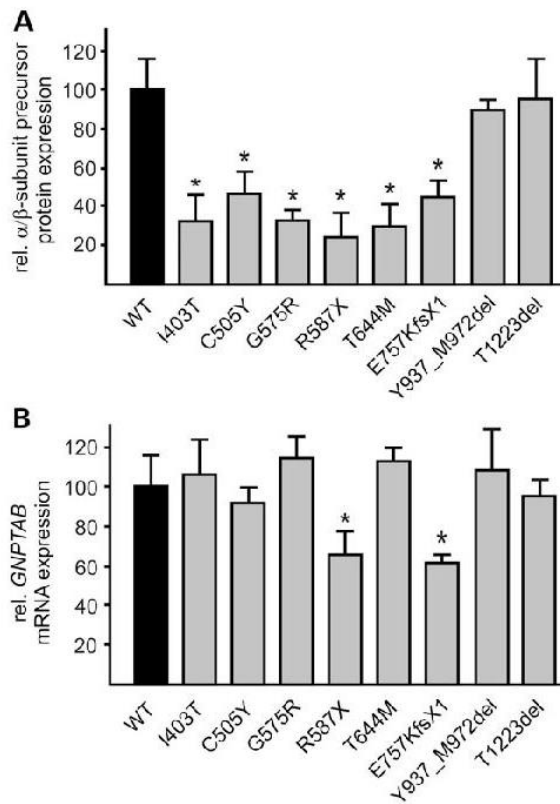 A
rel. α/β-subunit precursor
protein expression
120
100
80
60
40
20
*
*
*
*
*
*
WT
I403T
C505Y
G575R
R587X
T644M
E757KfsX1
Y937_M972del
T1223del
B
rel. GNPTAB
mRNA expression
120
100
80
60
40
20
*
*
WT
I403T
C505Y
G575R
R587X
T644M
E757KfsX1
Y937_M972del
T1223del